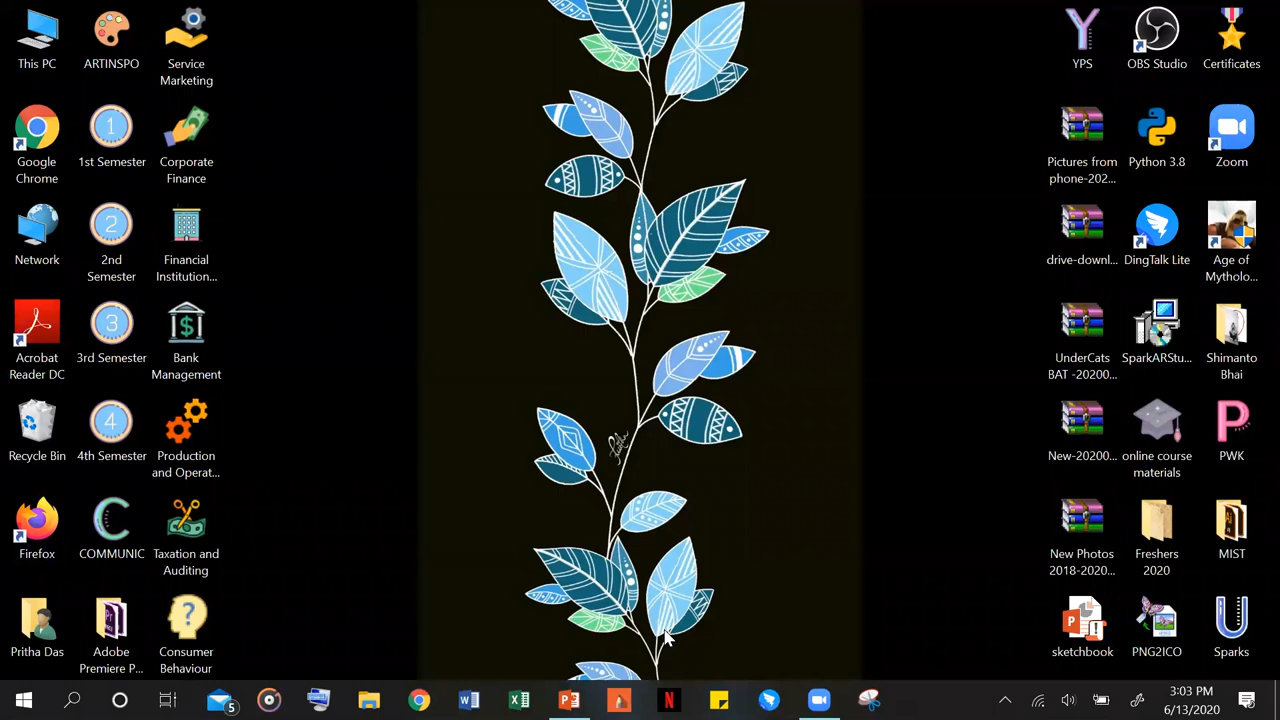 This PC
ARTINSPO
Service
Marketing
Google
Chrome
1st Semester
Corporate
Finance
Network
2nd
Semester
Financial
Institution...
Acrobat
Reader DC
3rd Semester
Bank
Management
Recycle Bin
4th Semester
Production
and Operat...
Firefox
COMMUNIC
Taxation and
Auditing
Pritha Das
Adobe
Premiere P...
Consumer
Behaviour
YPS
OBS Studio
Certificates
Pictures from
phone-202...
Python 3.8
Zoom
drive-downl...
DingTalk Lite
Age of
Mytholo...
UnderCats
BAT -20200...
SparkARStu...
Shimanto
Bhai
New-20200...
online course
materials
PWK
New Photos
2018-2020...
Freshers
2020
MIST
sketchbook
PNG2ICO
Sparks
5
3:03 PM
6/13/2020